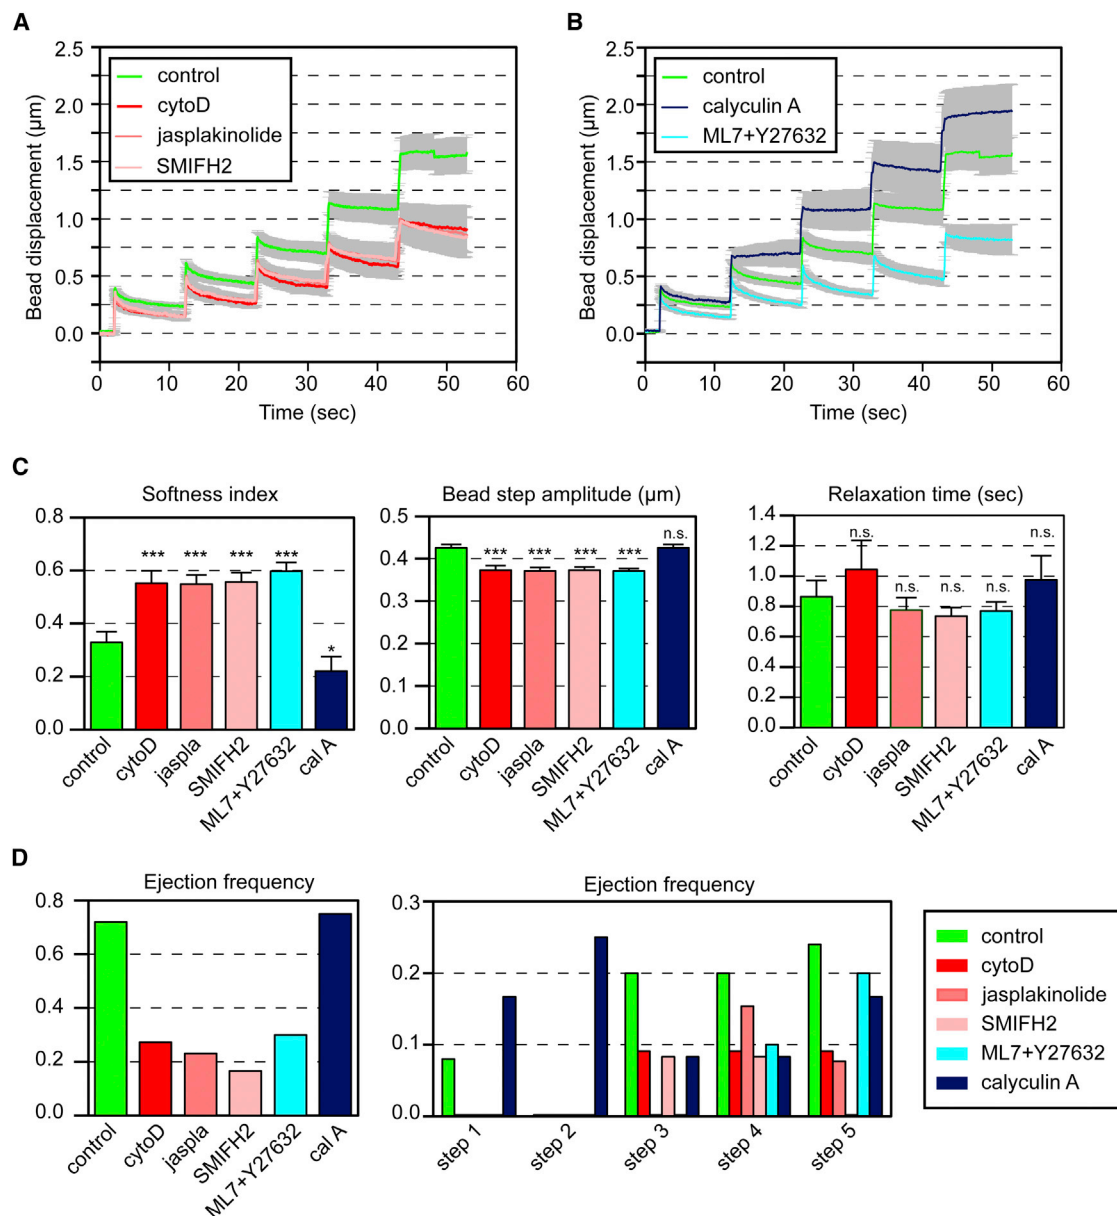 A
Bead displacement (μm)
2.5
2.0
1.5
1.0
0.5
0.0
control
cytoD
jasplakinolide
SMIFH2
0 10 20 30 40 50 60
Time (sec)
B
Bead displacement (μm)
2.5
2.0
1.5
1.0
0.5
0.0
control
calyculin A
ML7+Y27632
0 10 20 30 40 50 60
Time (sec)
C
Softness index
0.8
0.6
0.4
0.2
0.0
*** *** *** *** *
control cytoD jaspla SMIFH2 ML7+Y27632 cal A
Bead step amplitude (μm)
0.5
0.4
0.3
0.2
0.1
0.0
*** *** *** *** n.s.
control cytoD jaspla SMIFH2 ML7+Y27632 cal A
Relaxation time (sec)
1.4
1.2
1.0
0.8
0.6
0.4
0.2
0.0
n.s. n.s. n.s. n.s. n.s.
control cytoD jaspla SMIFH2 ML7+Y27632 cal A
D
Ejection frequency
0.8
0.6
0.4
0.2
0.0
control cytoD jaspla SMIFH2 ML7+Y27632 cal A
Ejection frequency
0.3
0.2
0.1
0.0
step 1 step 2 step 3 step 4 step 5
control
cytoD
jasplakinolide
SMIFH2
ML7+Y27632
calyculin A